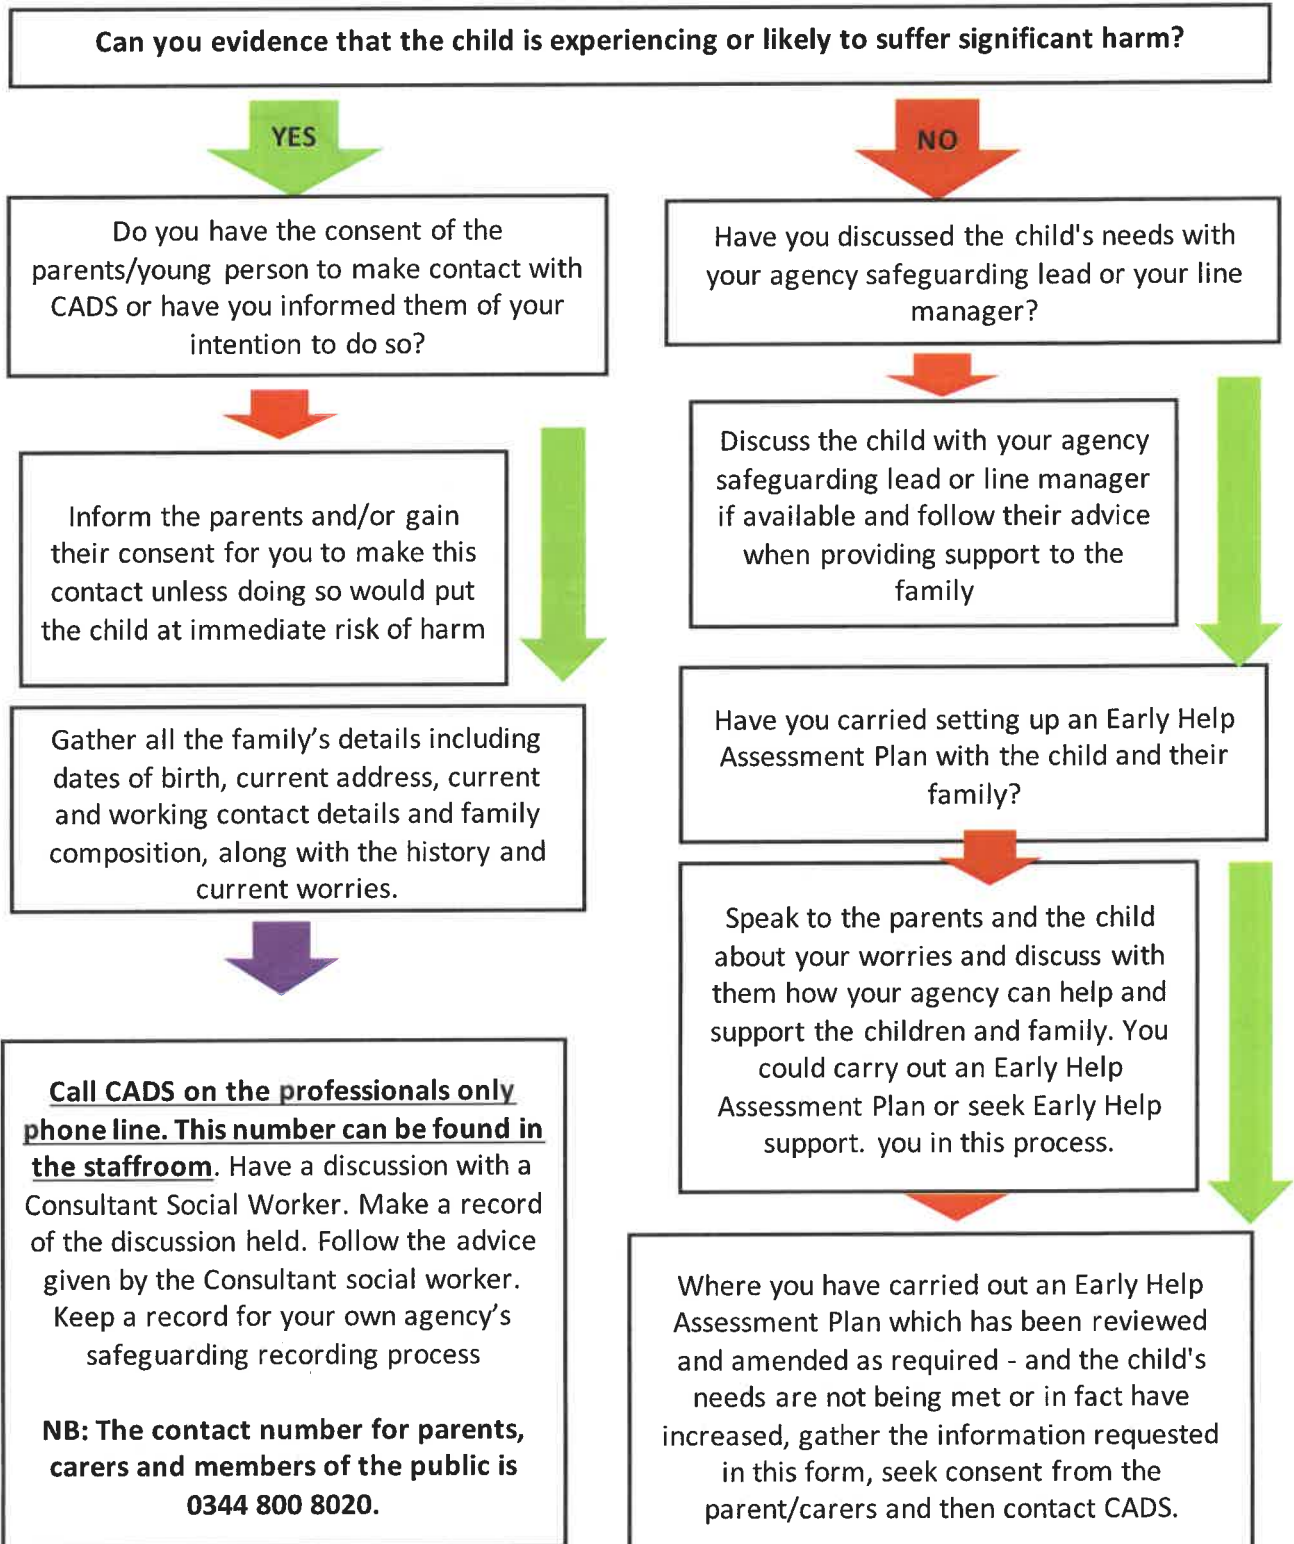 Can you evidence that the child is experiencing or likely to suffer significant harm?
YES
NO
Do you have the consent of the
parents/young person to make contact with
CADS or have you informed them of your
intention to do so?
Inform the parents and/or gain
their consent for you to make this
contact unless doing so would put
the child at immediate risk of harm
Gather all the family's details including
dates of birth, current address, current
and working contact details and family
composition, along with the history and
current worries.
Call CADS on the professionals only
phone line. This number can be found in
the staffroom. Have a discussion with a
Consultant Social Worker. Make a record
of the discussion held. Follow the advice
given by the Consultant social worker.
Keep a record for your own agency's
safeguarding recording process
NB: The contact number for parents,
carers and members of the public is
0344 800 8020.
Have you discussed the child's needs with
your agency safeguarding lead or your line
manager?
Discuss the child with your agency
safeguarding lead or line manager
if available and follow their advice
when providing support to the
family
Have you carried setting up an Early Help
Assessment Plan with the child and their
family?
Speak to the parents and the child
about your worries and discuss with
them how your agency can help and
support the children and family. You
could carry out an Early Help
Assessment Plan or seek Early Help
support. you in this process.
Where you have carried out an Early Help
Assessment Plan which has been reviewed
and amended as required - and the child's
needs are not being met or in fact have
increased, gather the information requested
in this form, seek consent from the
parent/carers and then contact CADS.